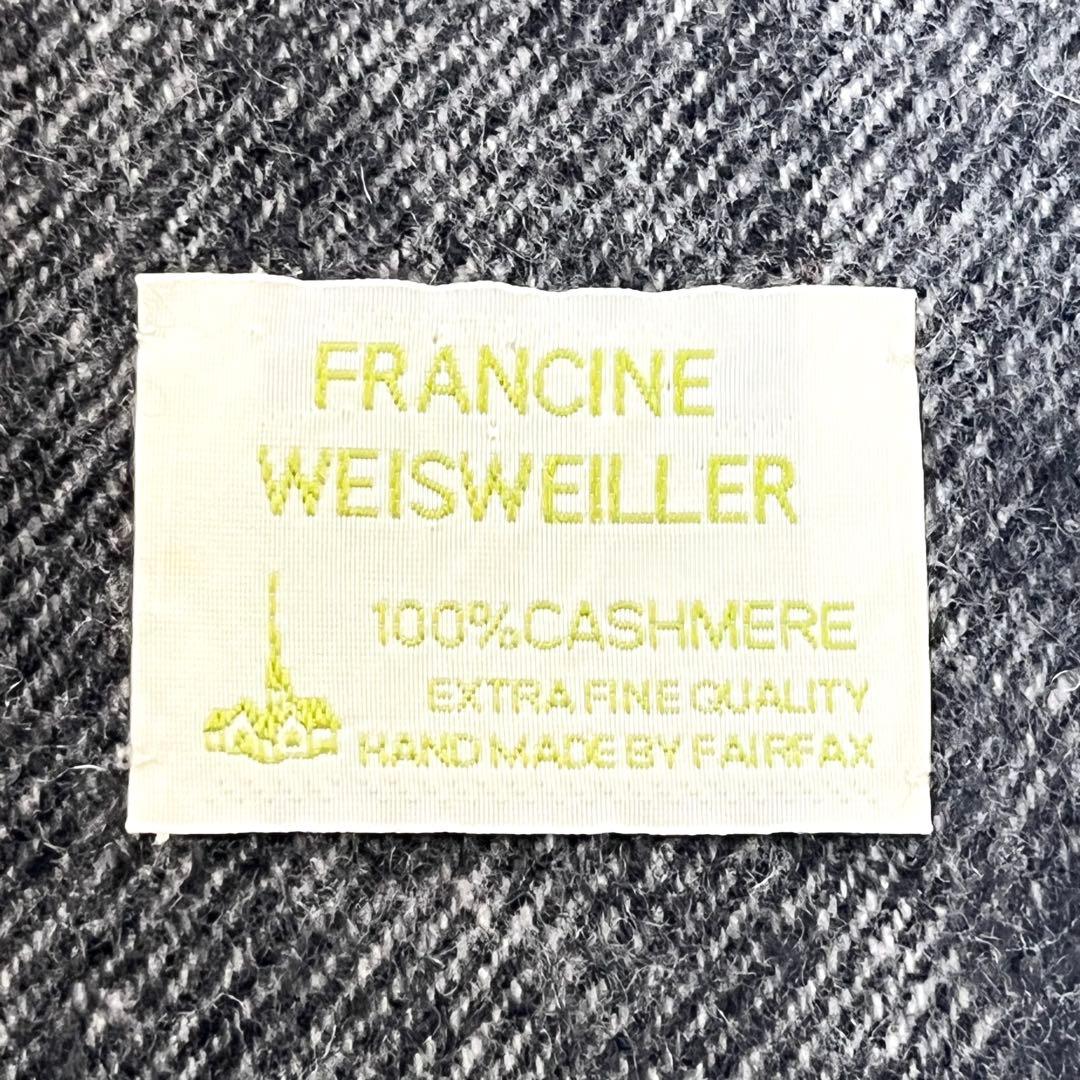 FRANCINE
WEISWEILLER
100% CASHMERE
EXTRA FINE QUALITY
HAND MADE BY FAIRFAX